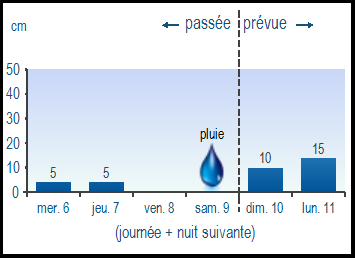 ← passée prévue →
cm
50
40
30
20
10
0
5
5
pluie
10
15
mer. 6 jeu. 7 ven. 8 sam. 9 dim. 10 lun. 11
(journée + nuit suivante)